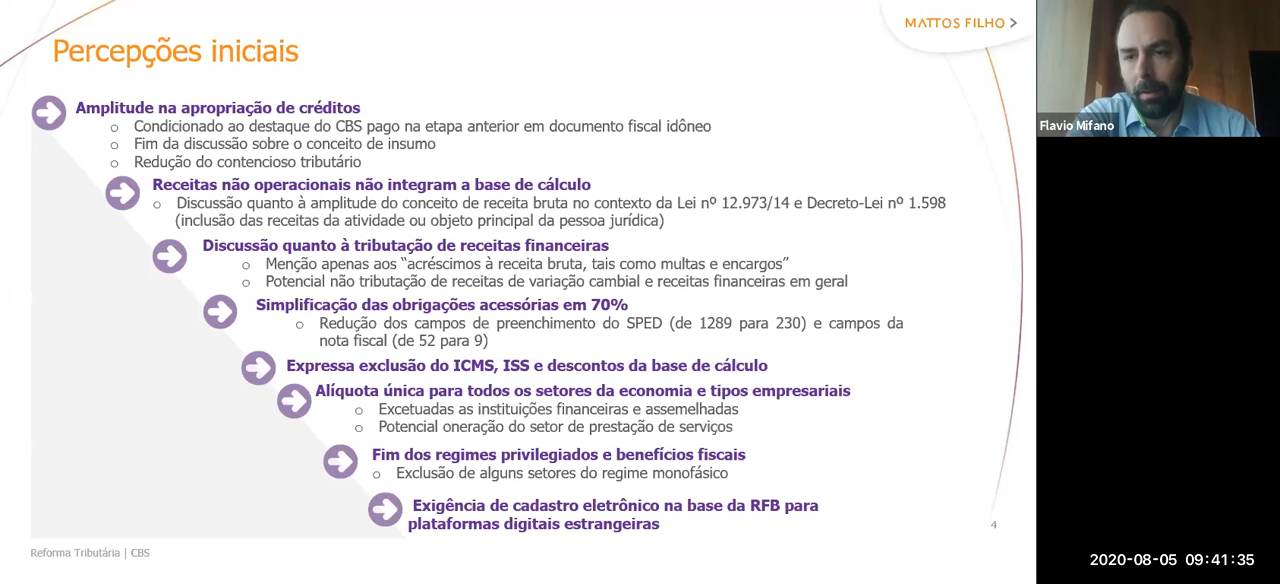 MATTOS FILHO >
Percepções iniciais
Amplitude na apropriação de créditos
o Condicionado ao destaque do CBS pago na etapa anterior em documento fiscal idôneo
o Fim da discussão sobre o conceito de insumo
o Redução do contencioso tributário
Receitas não operacionais não integram a base de cálculo
o Discussão quanto à amplitude do conceito de receita bruta no contexto da Lei nº 12.973/14 e Decreto-Lei nº 1.598
(inclusão das receitas da atividade ou objeto principal da pessoa jurídica)
Discussão quanto à tributação de receitas financeiras
o Menção apenas aos “acréscimos à receita bruta, tais como multas e encargos”
o Potencial não tributação de receitas de variação cambial e receitas financeiras em geral
Simplificação das obrigações acessórias em 70%
o Redução dos campos de preenchimento do SPED (de 1289 para 230) e campos da
nota fiscal (de 52 para 9)
Expressa exclusão do ICMS, ISS e descontos da base de cálculo
Alíquota única para todos os setores da economia e tipos empresariais
o Excetuadas as instituições financeiras e assemelhadas
o Potencial oneração do setor de prestação de serviços
Fim dos regimes privilegiados e benefícios fiscais
o Exclusão de alguns setores do regime monofásico
Exigência de cadastro eletrônico na base da RFB para
plataformas digitais estrangeiras
4
Reforma Tributária | CBS
Flavio Mifano
2020-08-05 09:41:35